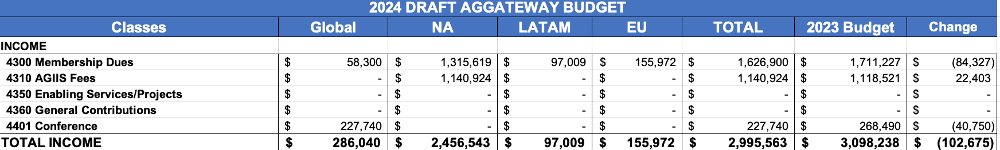 2024 DRAFT AGGATEWAY BUDGET
Classes Global NA LATAM EU TOTAL 2023 Budget Change
INCOME
4300 Membership Dues $ 58,300 $ 1,315,619 $ 97,009 $ 155,972 $ 1,626,900 $ 1,711,227 $ (84,327)
4310 AGIIS Fees $ - $ 1,140,924 $ - $ - $ 1,140,924 $ 1,118,521 $ 22,403
4350 Enabling Services/Projects $ - $ - $ - $ - $ - $ - $ -
4360 General Contributions $ - $ - $ - $ - $ - $ - $ -
4401 Conference $ 227,740 $ - $ - $ - $ 227,740 $ 268,490 $ (40,750)
TOTAL INCOME $ 286,040 $ 2,456,543 $ 97,009 $ 155,972 $ 2,995,563 $ 3,098,238 $ (102,675)